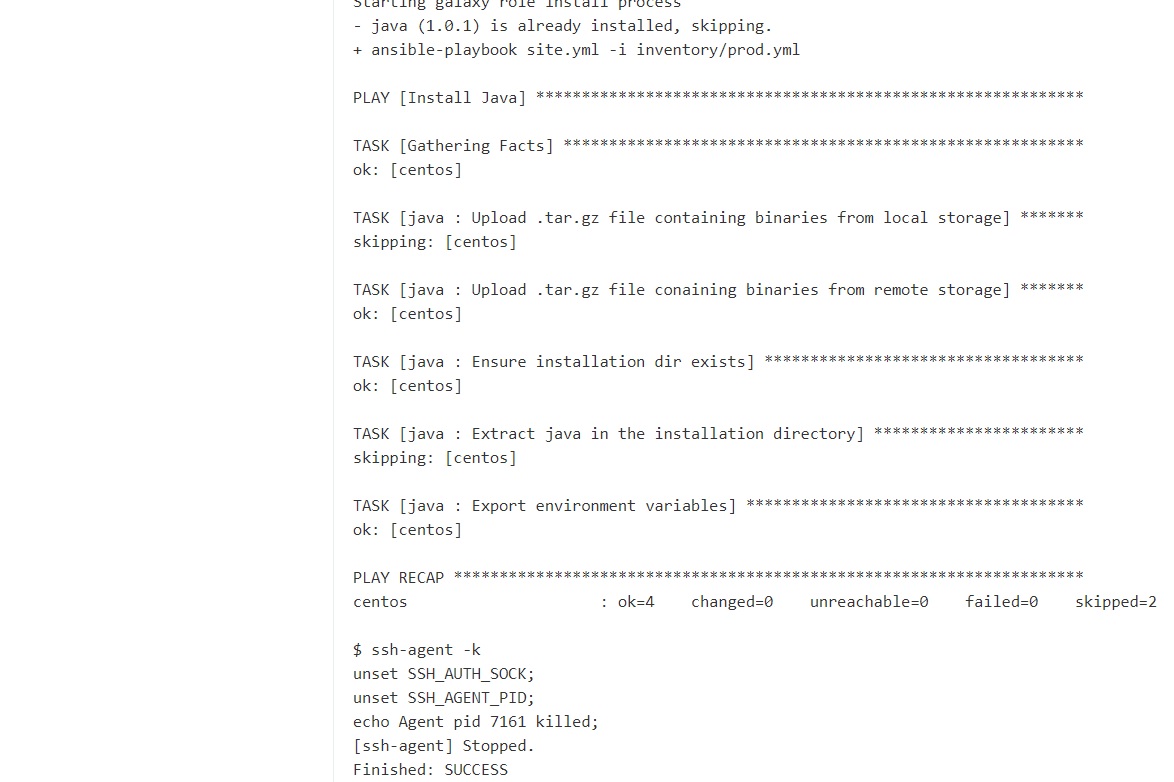 Starting galaxy role install process
- java (1.0.1) is already installed, skipping.
+ ansible-playbook site.yml -i inventory/prod.yml
PLAY [Install Java] ************************************************************
TASK [Gathering Facts] *********************************************************
ok: [centos]
TASK [java : Upload .tar.gz file containing binaries from local storage] *******
skipping: [centos]
TASK [java : Upload .tar.gz file conaining binaries from remote storage] *******
ok: [centos]
TASK [java : Ensure installation dir exists] ***********************************
ok: [centos]
TASK [java : Extract java in the installation directory] ***********************
skipping: [centos]
TASK [java : Export environment variables] *************************************
ok: [centos]
PLAY RECAP *********************************************************************
centos                     : ok=4    changed=0    unreachable=0    failed=0    skipped=2
$ ssh-agent -k
unset SSH_AUTH_SOCK;
unset SSH_AGENT_PID;
echo Agent pid 7161 killed;
[ssh-agent] Stopped.
Finished: SUCCESS